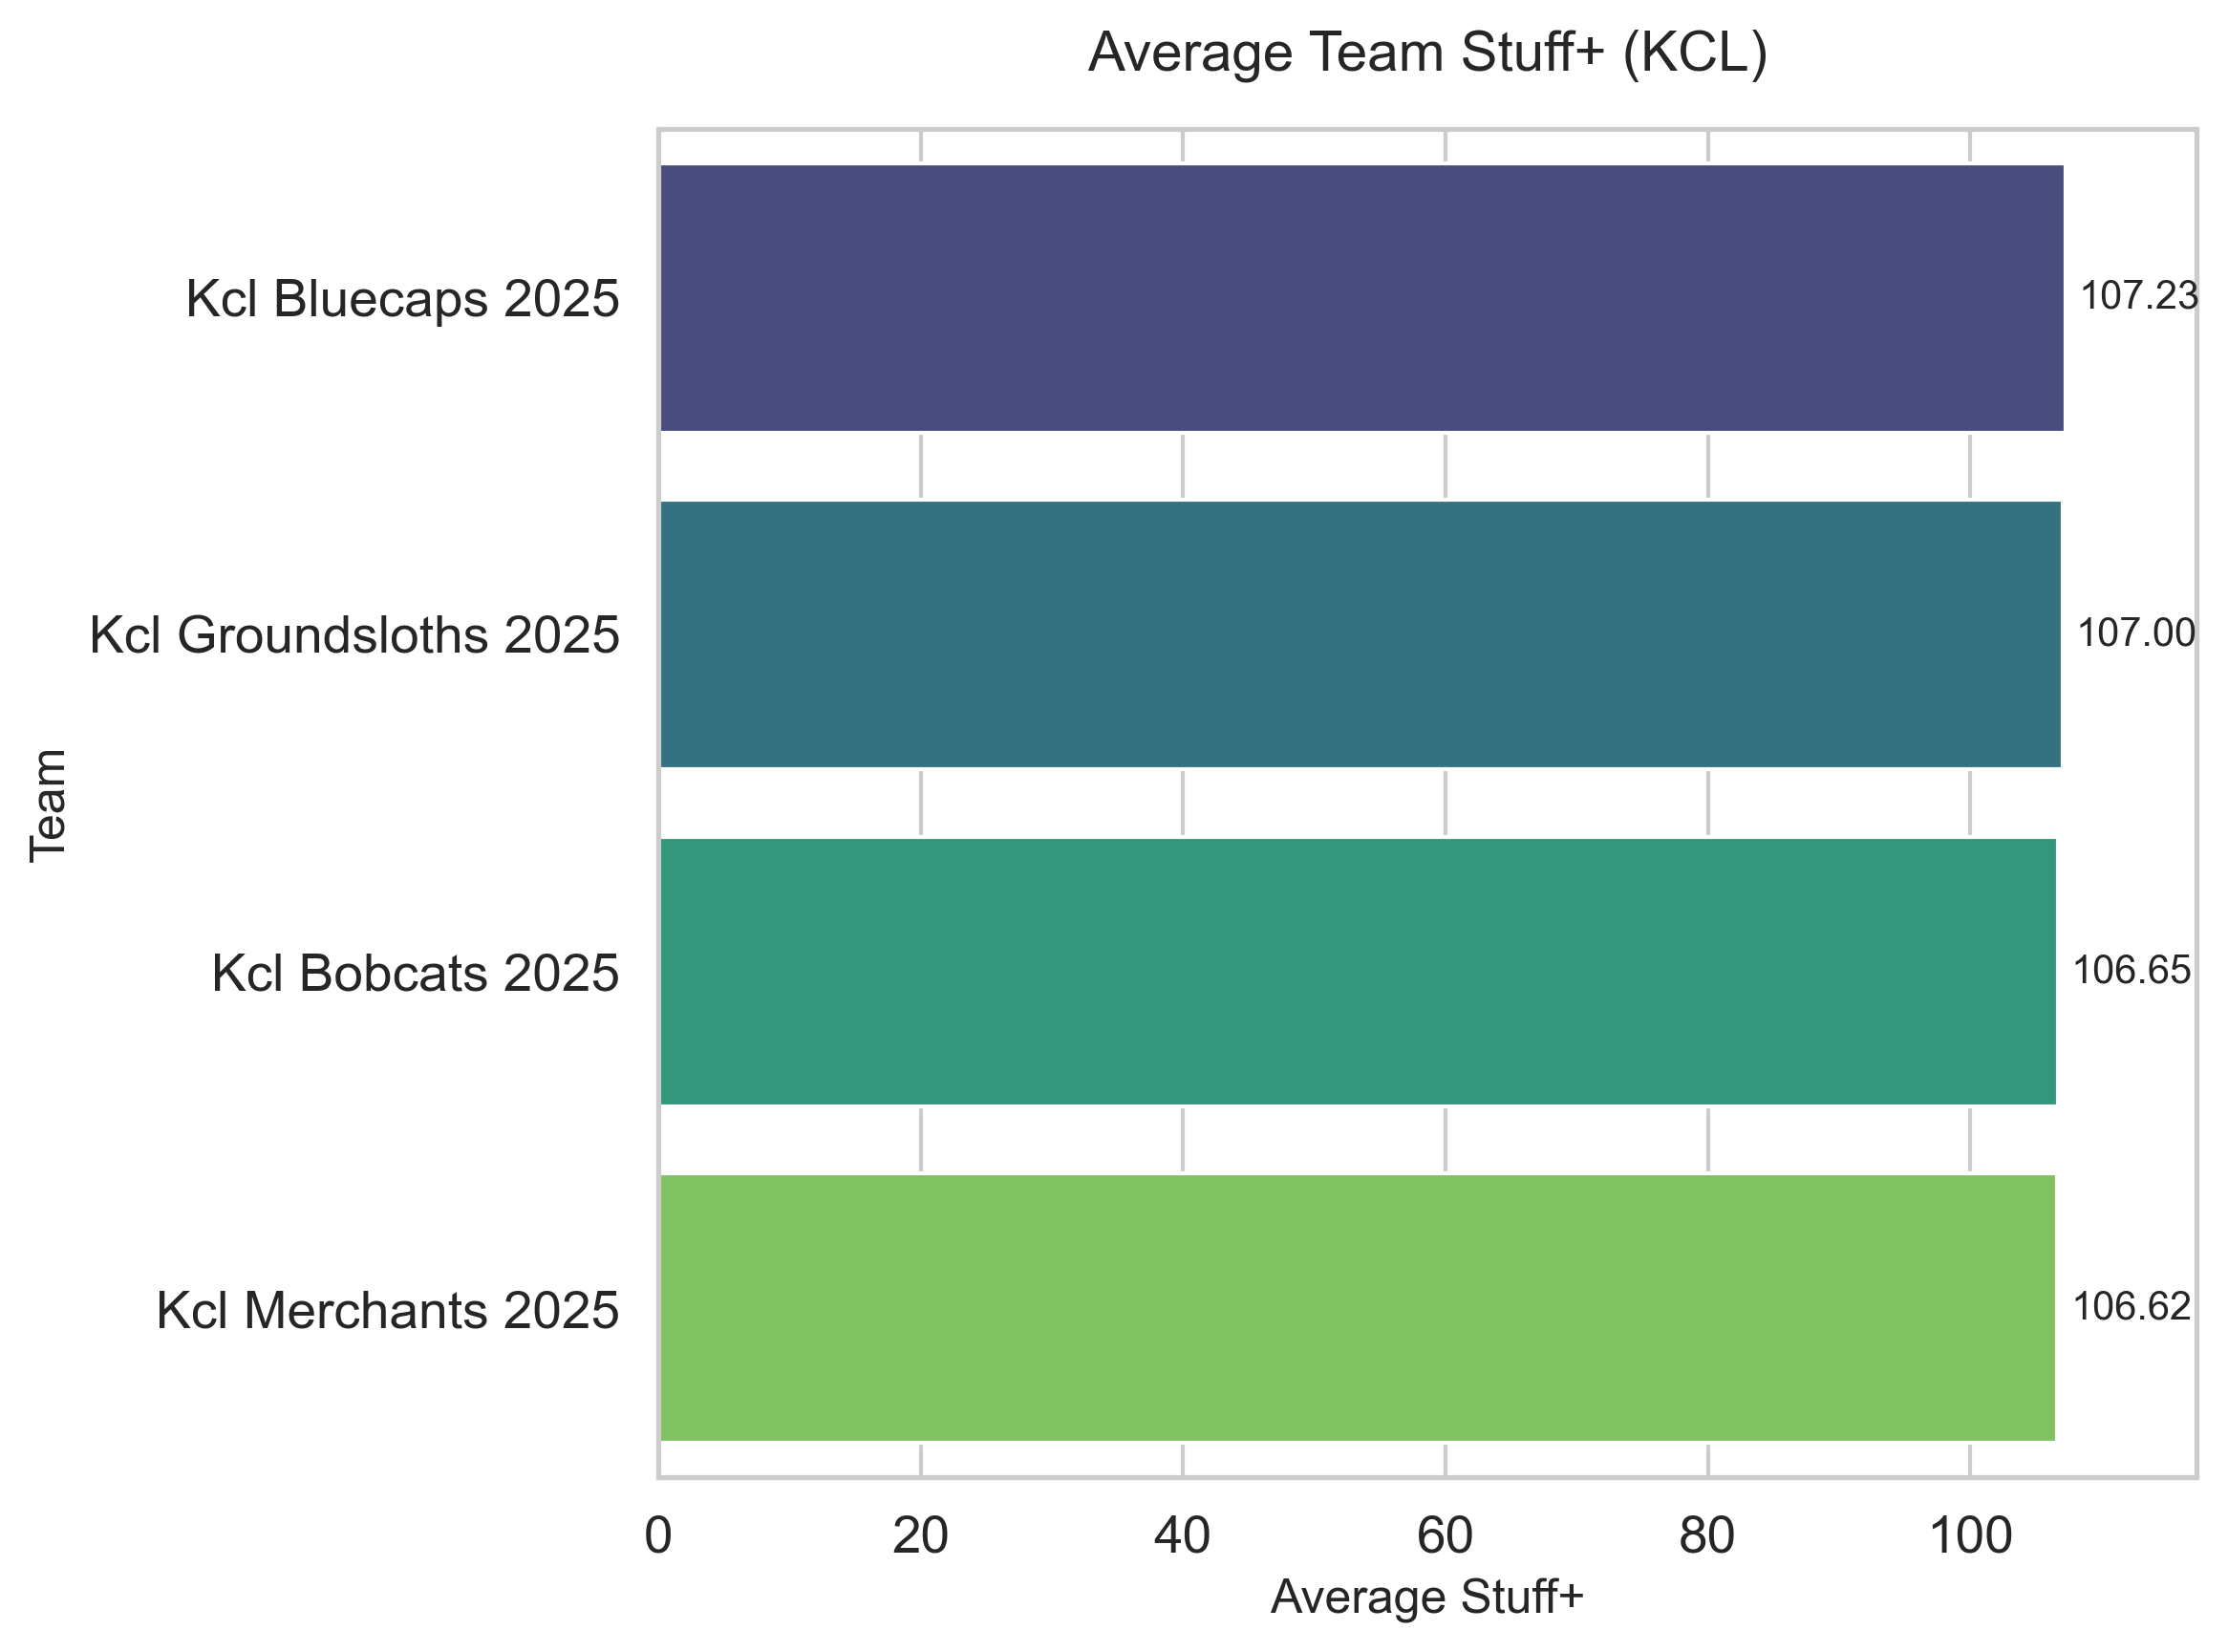 Average Team Stuff+ (KCL)
Kcl Bluecaps 2025
107.23
Kcl Groundsloths 2025
107.00
Kcl Bobcats 2025
106.65
Kcl Merchants 2025
106.62
Team
0 20 40 60 80 100
Average Stuff+